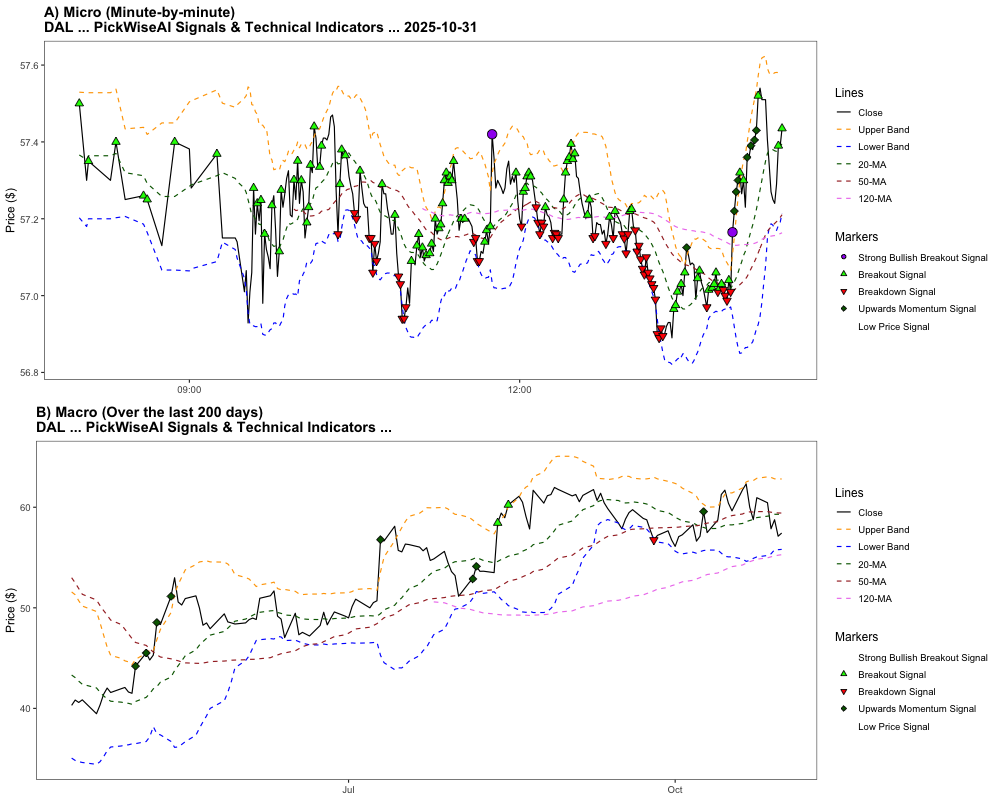 A) Micro (Minute-by-minute)
DAL ... PickWiseAI Signals & Technical Indicators ... 2025-10-31
57.6
57.4
57.2
57.0
56.8
Price ($)
09:00
12:00
Lines
Close
Upper Band
Lower Band
20-MA
50-MA
120-MA
Markers
Strong Bullish Breakout Signal
Breakout Signal
Breakdown Signal
Upwards Momentum Signal
Low Price Signal
B) Macro (Over the last 200 days)
DAL ... PickWiseAI Signals & Technical Indicators ...
60
50
40
Price ($)
Jul
Oct
Lines
Close
Upper Band
Lower Band
20-MA
50-MA
120-MA
Markers
Strong Bullish Breakout Signal
Breakout Signal
Breakdown Signal
Upwards Momentum Signal
Low Price Signal